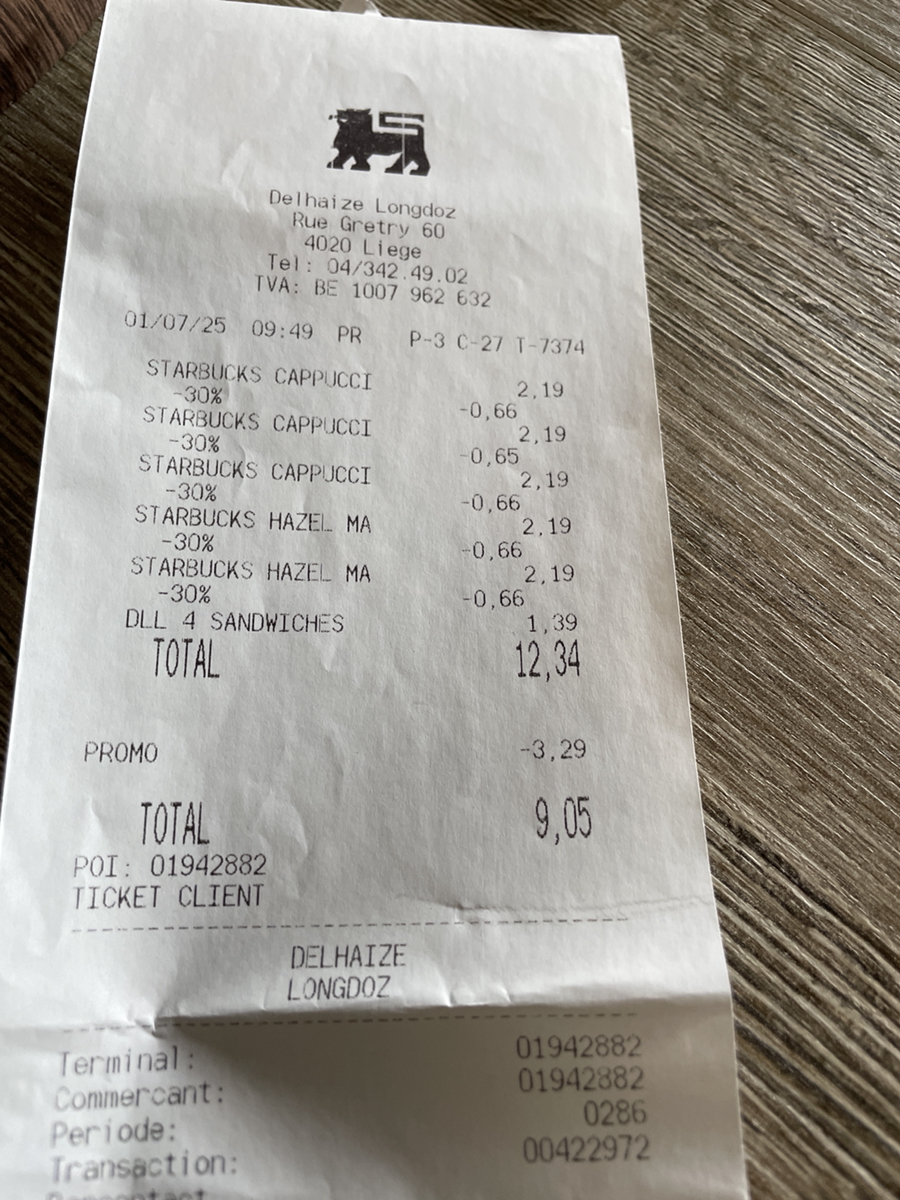 Delhaize Longdoz
Rue Gretry 60
4020 Liege
Tel: 04/342.49.02
TVA: BE 1007 962 632
01/07/25 09:49 PR P-3 C-27 T-7374
STARBUCKS CAPPUCCI 2,19
-30% -0,66
STARBUCKS CAPPUCCI 2,19
-30% -0,65
STARBUCKS CAPPUCCI 2,19
-30% -0,66
STARBUCKS HAZEL MA 2,19
-30% -0,66
STARBUCKS HAZEL MA 2,19
-30% -0,66
DLL 4 SANDWICHES 1,39
TOTAL 12,34
PROMO -3,29
TOTAL 9,05
POI: 01942882
TICKET CLIENT
DELHAIZE
LONGDOZ
Terminal: 01942882
Commercant: 01942882
Periode: 0286
Transaction: 00422972